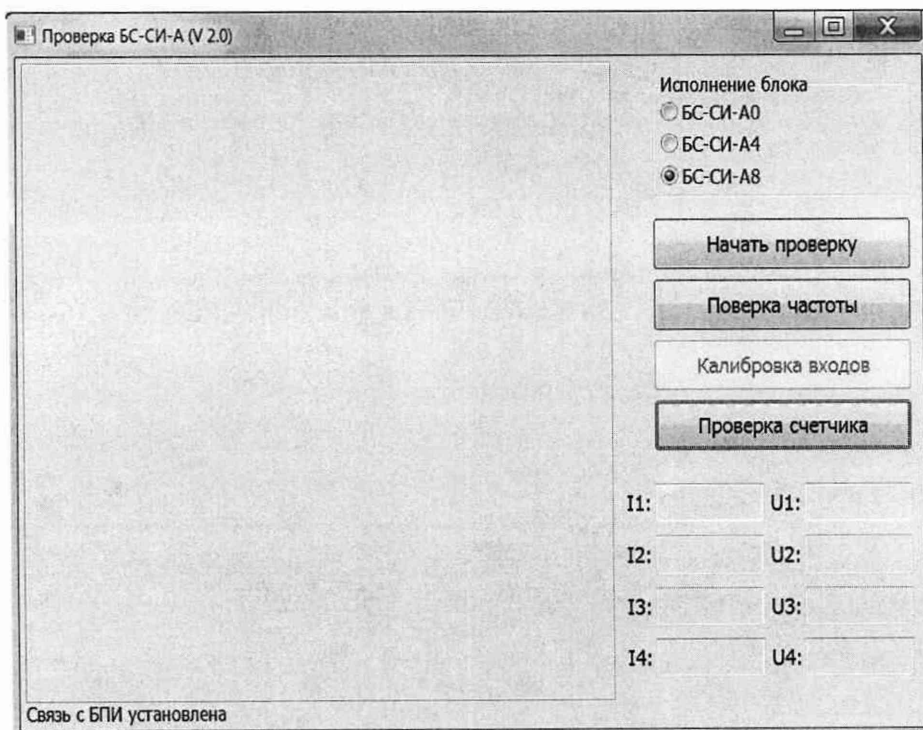 Проверка БС-СИ-А (V 2.0)
Исполнение блока
БС-СИ-А0
БС-СИ-А4
БС-СИ-А8
Начать проверку
Поверка частоты
Калибровка входов
Проверка счетчика
I1: U1:
I2: U2:
I3: U3:
I4: U4:
Связь с БПИ установлена